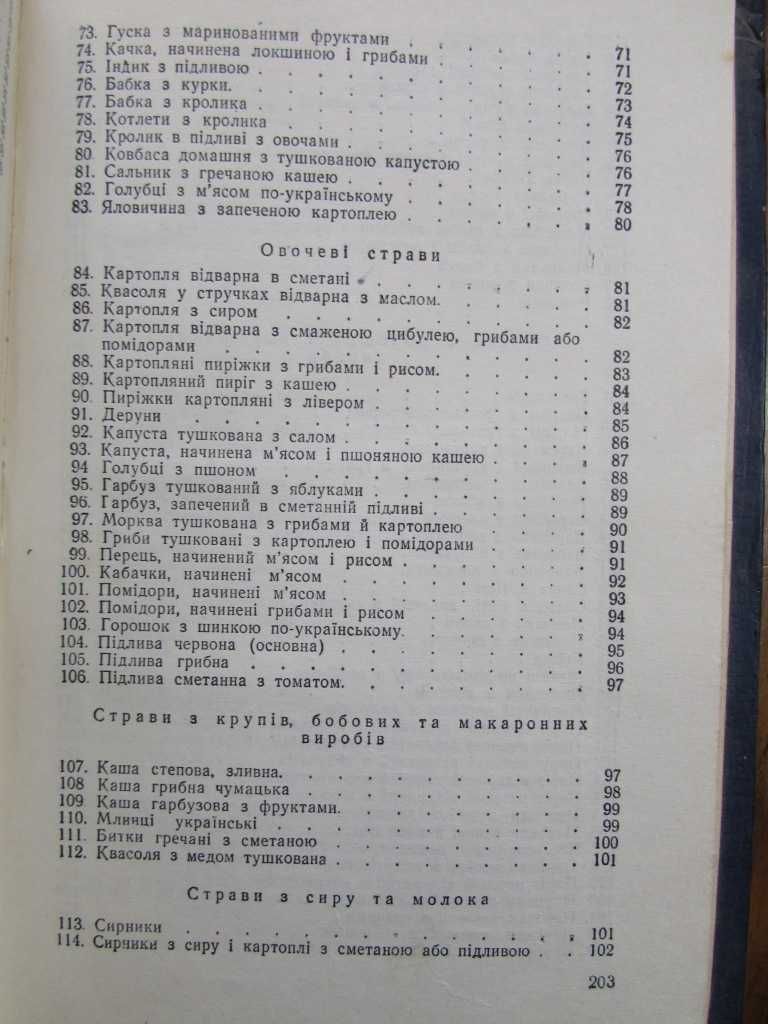 73. Гуска з маринованими фруктами . . . . . . . 71
74. Качка, начинена локшиною і грибами . . . . . . 71
75. Індик з підливою . . . . . . . . . . . 72
76. Бабка з курки. . . . . . . . . . . . 73
77. Бабка з кролика . . . . . . . . . . . 74
78. Котлети з кролика . . . . . . . . . . 75
79. Кролик в підливі з овочами . . . . . . . . 76
80. Ковбаса домашня з тушкованою капустою . . . . . 76
81. Сальник з гречаною кашею . . . . . . . . 77
82. Голубці з м'ясом по-українському . . . . . . . 78
83. Яловичина з запеченою картоплею . . . . . . . 80
Овочеві страви
84. Картопля відварна в сметані . . . . . . . . 81
85. Квасоля у стручках відварна з маслом. . . . . . 81
86. Картопля з сиром . . . . . . . . . . 82
87. Картопля відварна з смаженою цибулею, грибами або
помідорами . . . . . . . . . . . . 82
88. Картопляні пиріжки з грибами і рисом. . . . . . 83
89. Картопляний пиріг з кашею . . . . . . . . 84
90. Пиріжки картопляні з лівером . . . . . . . . 84
91. Деруни . . . . . . . . . . . . . 85
92. Капуста тушкована з салом . . . . . . . . 86
93. Капуста, начинена м'ясом і пшоняною кашею . . . . 87
94 Голубці з пшоном . . . . . . . . . . 88
95. Гарбуз тушкований з яблуками . . . . . . . . 89
96. Гарбуз, запечений в сметанній підливі . . . . . . 89
97. Морква тушкована з грибами й картоплею . . . . 90
98. Гриби тушковані з картоплею і помідорами . . . . 91
99. Перець, начинений м'ясом і рисом . . . . . . . 91
100. Кабачки, начинені м'ясом . . . . . . . . 92
101. Помідори, начинені м'ясом . . . . . . . . 93
102. Помідори, начинені грибами і рисом . . . . . . 94
103. Горошок з шинкою по-українському. . . . . . . 94
104. Підлива червона (основна) . . . . . . . . 95
105. Підлива грибна . . . . . . . . . . . 96
106. Підлива сметанна з томатом. . . . . . . . . 97
Страви з крупів, бобових та макаронних
виробів
107. Каша степова, зливна. . . . . . . . . . 97
108 Каша грибна чумацька . . . . . . . . . 98
109. Каша гарбузова з фруктами. . . . . . . . . 99
110. Млинці українські . . . . . . . . . . 99
111. Битки гречані з сметаною . . . . . . . . 100
112. Квасоля з медом тушкована . . . . . . . . 101
Страви з сиру та молока
113. Сирники . . . . . . . . . . . . . 101
114. Сирники з сиру і картоплі з сметаною або підливою . . 102
203